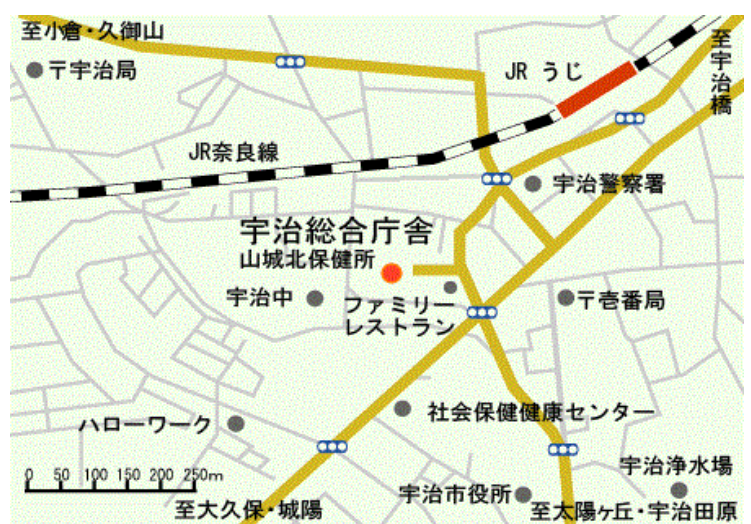 至小倉・久御山
〒宇治局
JR うじ
至宇治橋
JR奈良線
宇治警察署
宇治総合庁舎
山城北保健所
宇治中
ファミリー
レストラン
〒壱番局
ハローワーク
社会保健健康センター
宇治浄水場
0 50 100 150 200 250m
宇治市役所
至大久保・城陽
至太陽ヶ丘・宇治田原